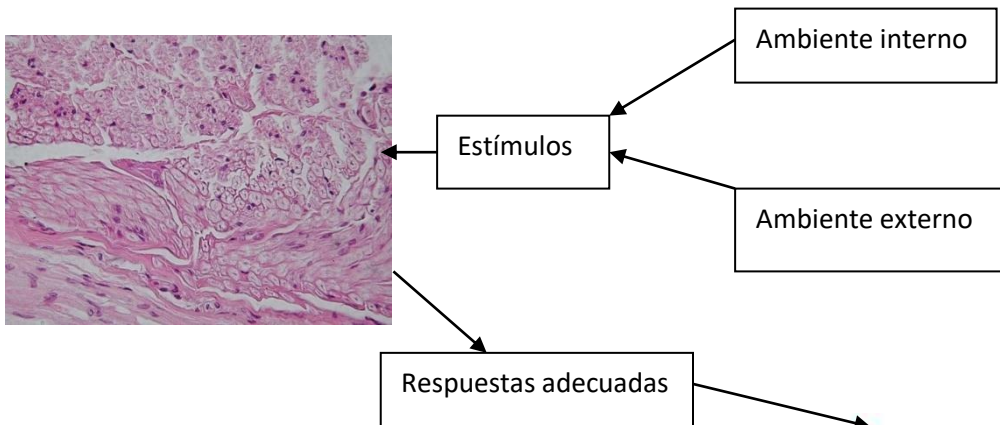 Ambiente interno
Estímulos
Ambiente externo
Respuestas adecuadas